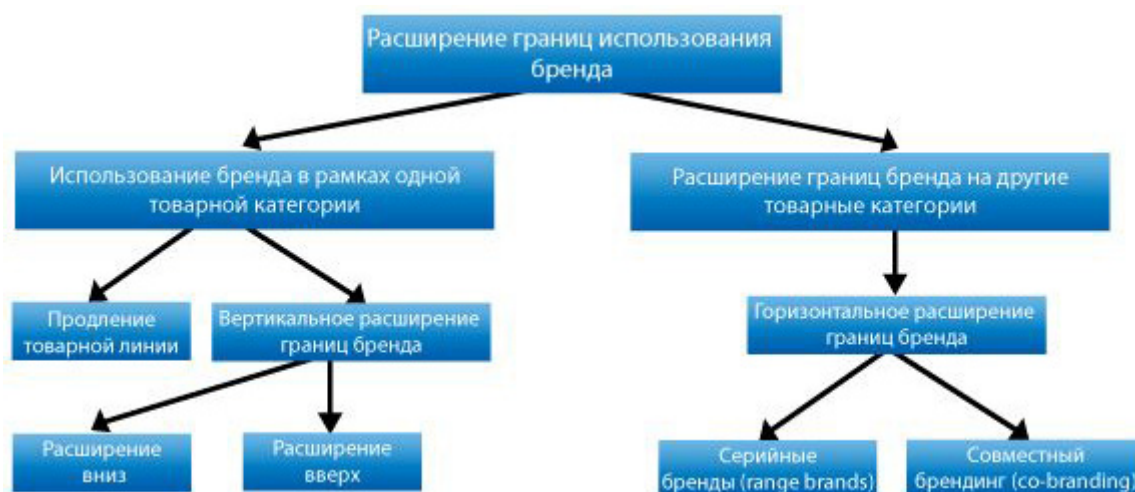 Расширение границ использования
бренда
Использование бренда в рамках одной
товарной категории
Расширение границ бренда на другие
товарные категории
Продление
товарной линии
Вертикальное расширение
границ бренда
Горизонтальное расширение
границ бренда
Расширение
вниз
Расширение
вверх
Серийные
бренды (range brands)
Совместный
брендинг (co-branding)